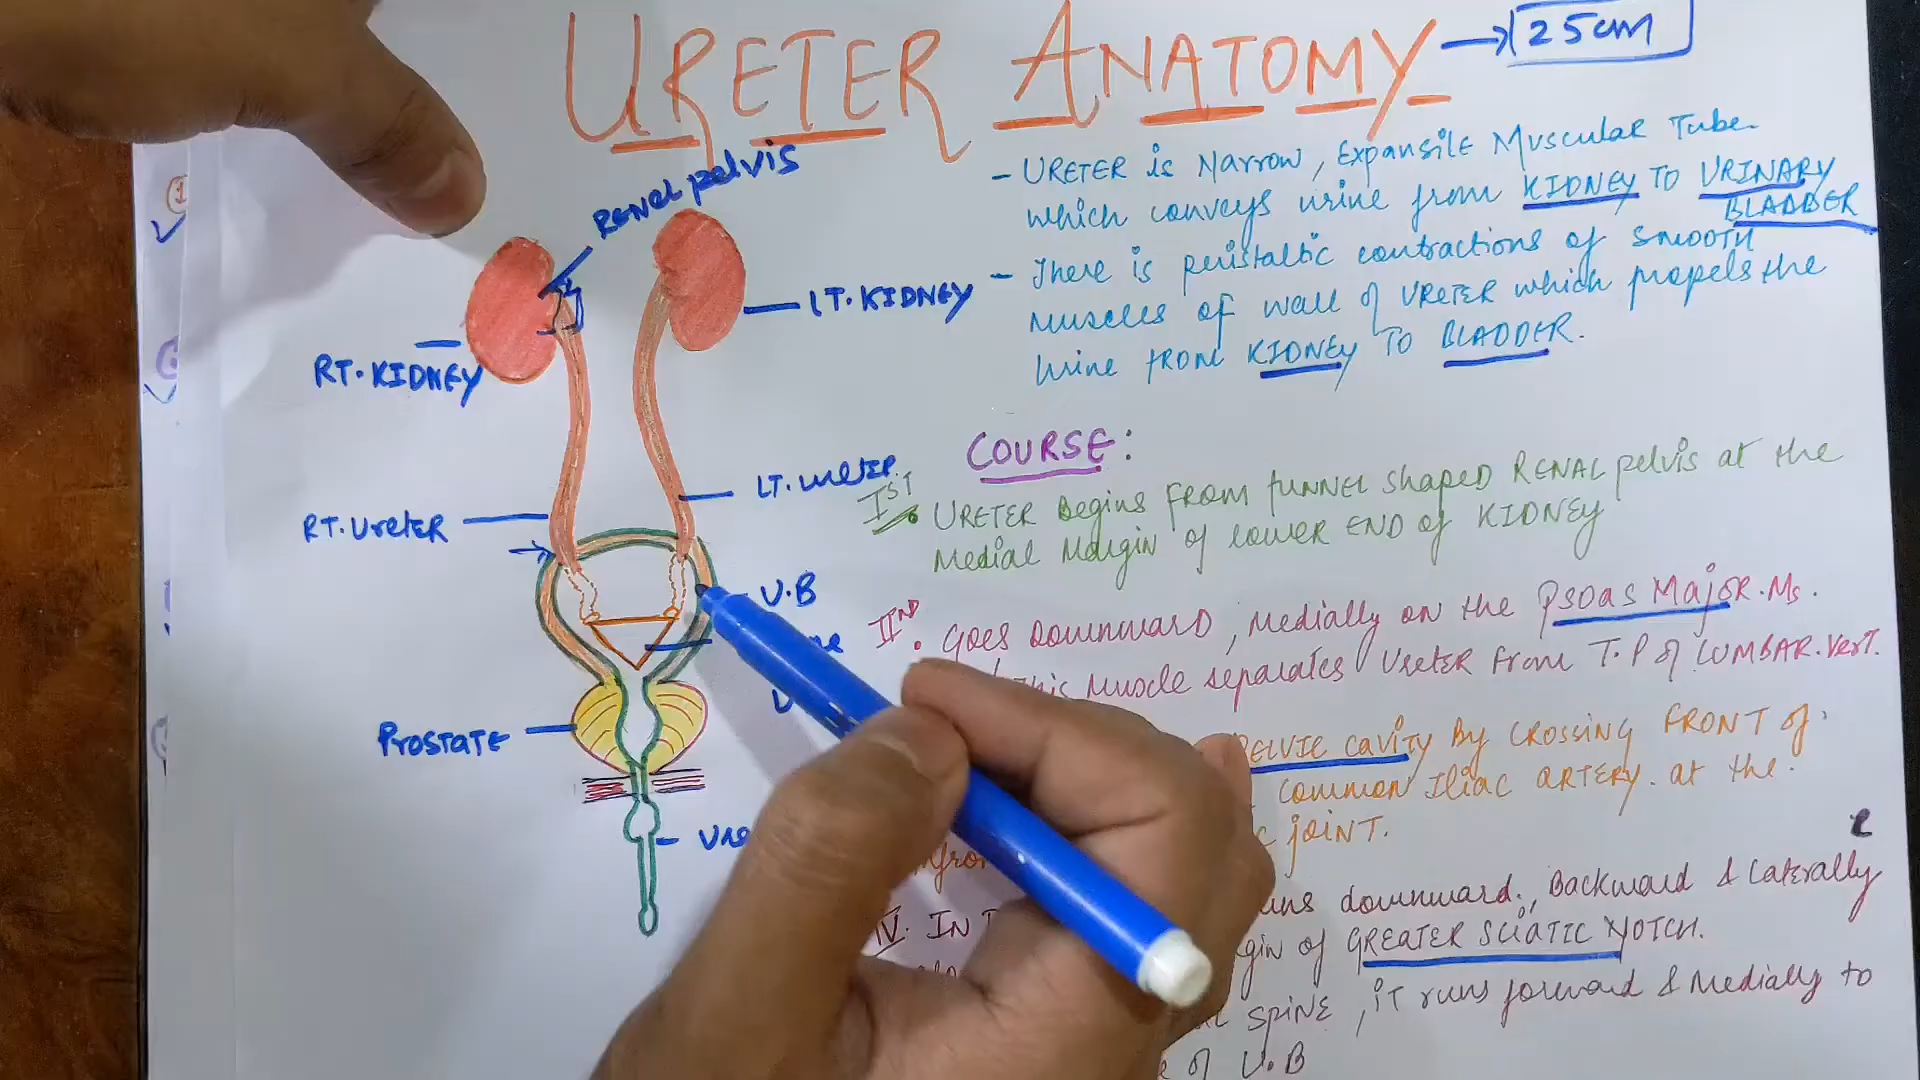 URETER ANATOMY → 25cm
Renal pelvis
LT. KIDNEY
RT. KIDNEY
LT. ureter
RT. Ureter
U.B
Prostate
- URETER is Narrow, Expansile Muscular Tube
which conveys urine from KIDNEY TO URINARY
BLADDER
- There is peristaltic contractions of smooth
muscles of wall of URETER which propels the
urine from KIDNEY TO BLADDER.
COURSE:
IST. URETER Begins from funnel shaped RENAL pelvis at the
Medial Margin of lower END of KIDNEY
IIND. Goes Downward, Medially on the Psoas Major. Ms.
This muscle separates Ureter from T.P of LUMBAR. Vert.
PELVIC cavity By crossing FRONT of
common Iliac ARTERY. at the
joint.
IV. IN
downward, Backward & laterally
of GREATER SCIATIC NOTCH.
SPINE, it runs forward & Medially to
of U.B